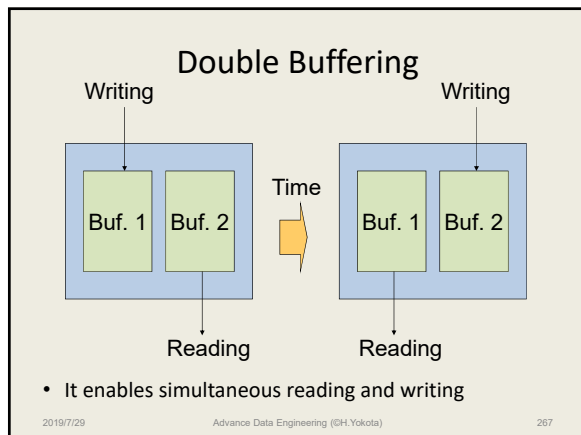 Double Buffering
Writing
Writing
Time
Buf. 1
Buf. 2
Buf. 1
Buf. 2
Reading
Reading
• It enables simultaneous reading and writing
2019/7/29
Advance Data Engineering (©H.Yokota)
267